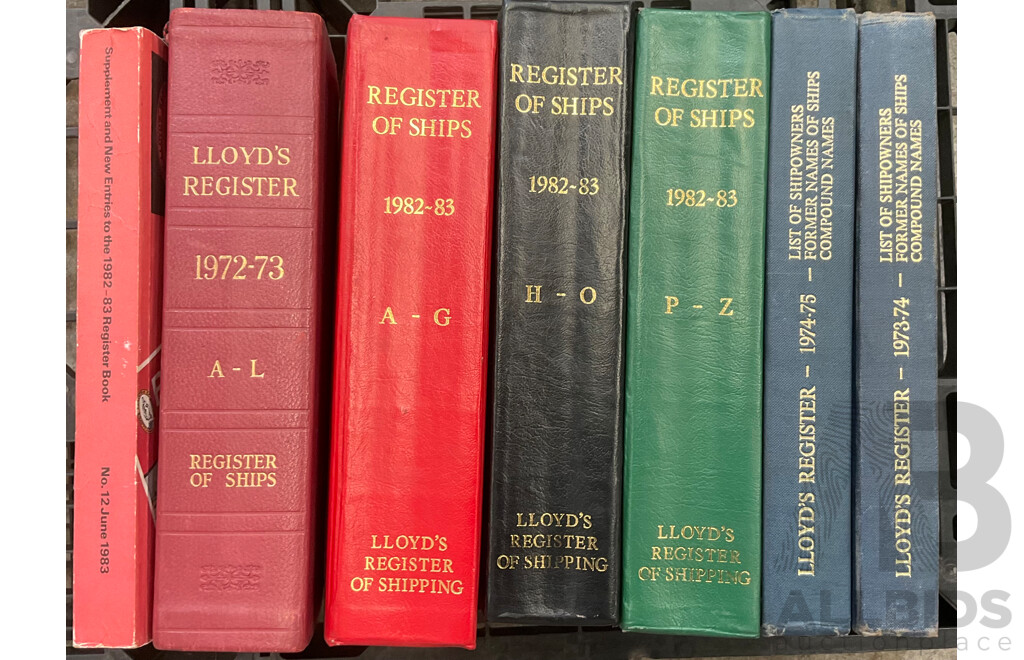 Supplement and New Entries to the 1982-83 Register Book
No. 12 June 1983
LLOYD'S
REGISTER
1972-73
A - L
REGISTER
OF SHIPS
REGISTER
OF SHIPS
1982~83
A - G
LLOYD'S
REGISTER
OF SHIPPING
REGISTER
OF SHIPS
1982~83
H - O
LLOYD'S
REGISTER
OF SHIPPING
REGISTER
OF SHIPS
1982~83
P - Z
LLOYD'S
REGISTER
OF SHIPPING
LLOYD'S REGISTER - 1974-75 - LIST OF SHIPOWNERS
FORMER NAMES OF SHIPS
COMPOUND NAMES
LLOYD'S REGISTER - 1973-74 - LIST OF SHIPOWNERS
FORMER NAMES OF SHIPS
COMPOUND NAMES
B
ALLBIDS
auctionplace